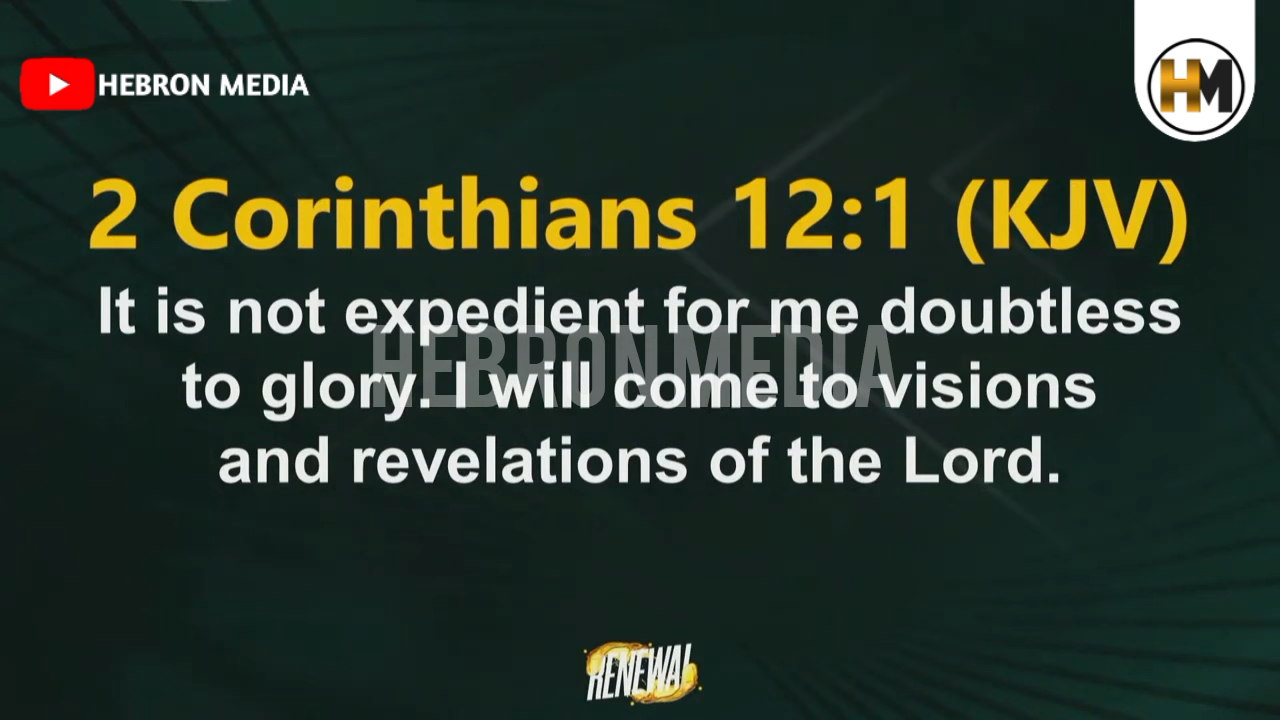 HEBRON MEDIA
HM
2 Corinthians 12:1 (KJV)
It is not expedient for me doubtless
to glory. I will come to visions
and revelations of the Lord.
HEBRON MEDIA
RENEWAL